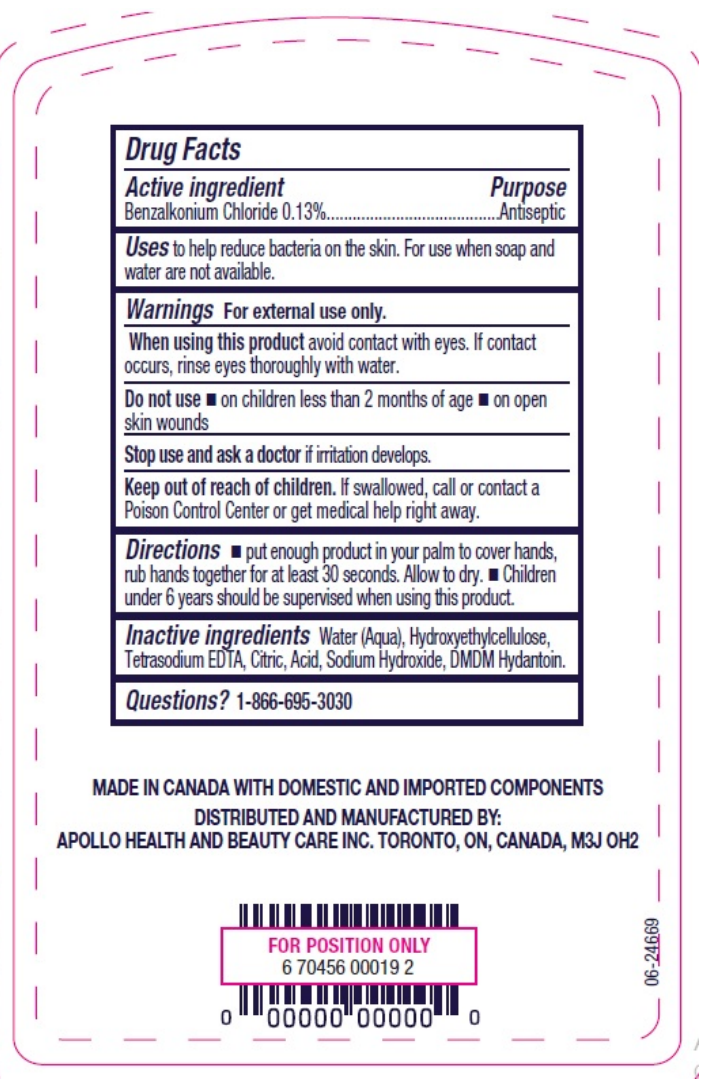 Drug Facts
Active ingredient Purpose
Benzalkonium Chloride 0.13%........................................Antiseptic
Uses to help reduce bacteria on the skin. For use when soap and
water are not available.
Warnings For external use only.
When using this product avoid contact with eyes. If contact
occurs, rinse eyes thoroughly with water.
Do not use ■ on children less than 2 months of age ■ on open
skin wounds
Stop use and ask a doctor if irritation develops.
Keep out of reach of children. If swallowed, call or contact a
Poison Control Center or get medical help right away.
Directions ■ put enough product in your palm to cover hands,
rub hands together for at least 30 seconds. Allow to dry. ■ Children
under 6 years should be supervised when using this product.
Inactive ingredients Water (Aqua), Hydroxyethylcellulose,
Tetrasodium EDTA, Citric, Acid, Sodium Hydroxide, DMDM Hydantoin.
Questions? 1-866-695-3030
MADE IN CANADA WITH DOMESTIC AND IMPORTED COMPONENTS
DISTRIBUTED AND MANUFACTURED BY:
APOLLO HEALTH AND BEAUTY CARE INC. TORONTO, ON, CANADA, M3J OH2
FOR POSITION ONLY
6 70456 00019 2
0 00000 00000 0
06-24669